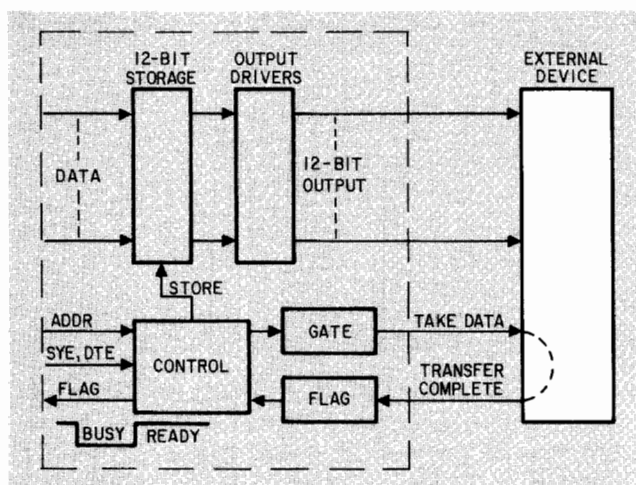 12-BIT
STORAGE
OUTPUT
DRIVERS
EXTERNAL
DEVICE
DATA
12-BIT
OUTPUT
STORE
ADDR
SYE, DTE
FLAG
CONTROL
GATE
FLAG
TAKE DATA
TRANSFER
COMPLETE
BUSY
READY